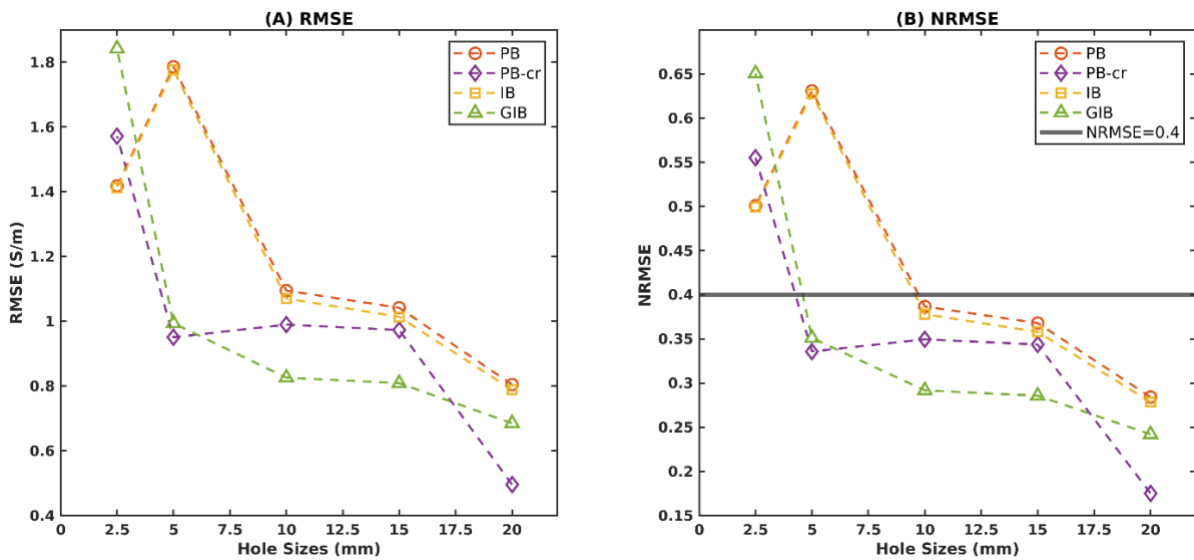 (A) RMSE
1.8
1.6
1.4
1.2
1
0.8
0.6
0.4
RMSE (S/m)
PB
PB-cr
IB
GIB
0 2.5 5 7.5 10 12.5 15 17.5 20
Hole Sizes (mm)
(B) NRMSE
0.65
0.6
0.55
0.5
0.45
0.4
0.35
0.3
0.25
0.2
0.15
NRMSE
PB
PB-cr
IB
GIB
NRMSE=0.4
0 2.5 5 7.5 10 12.5 15 17.5 20
Hole Sizes (mm)